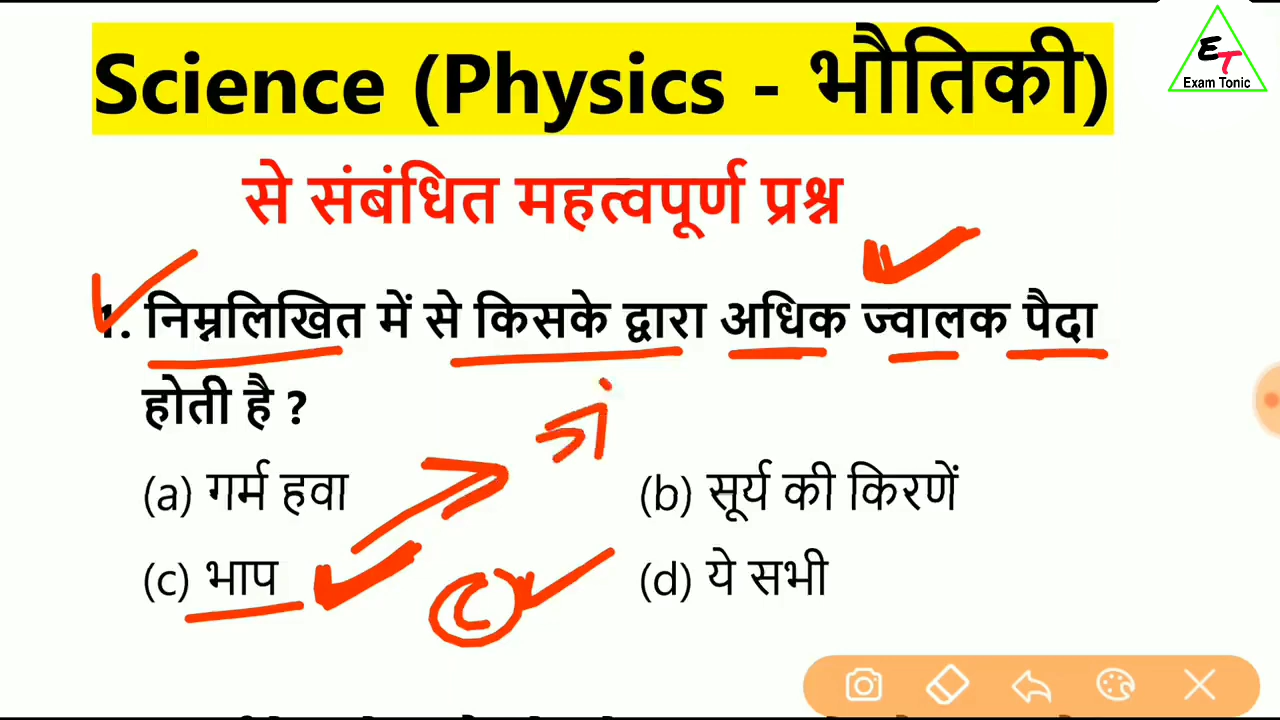 Science (Physics - भौतिकी)
ET
Exam Tonic
से संबंधित महत्वपूर्ण प्रश्न
1. निम्नलिखित में से किसके द्वारा अधिक ज्वालक पैदा
होती है ?
(a) गर्म हवा
(b) सूर्य की किरणें
(c) भाप
(d) ये सभी
C